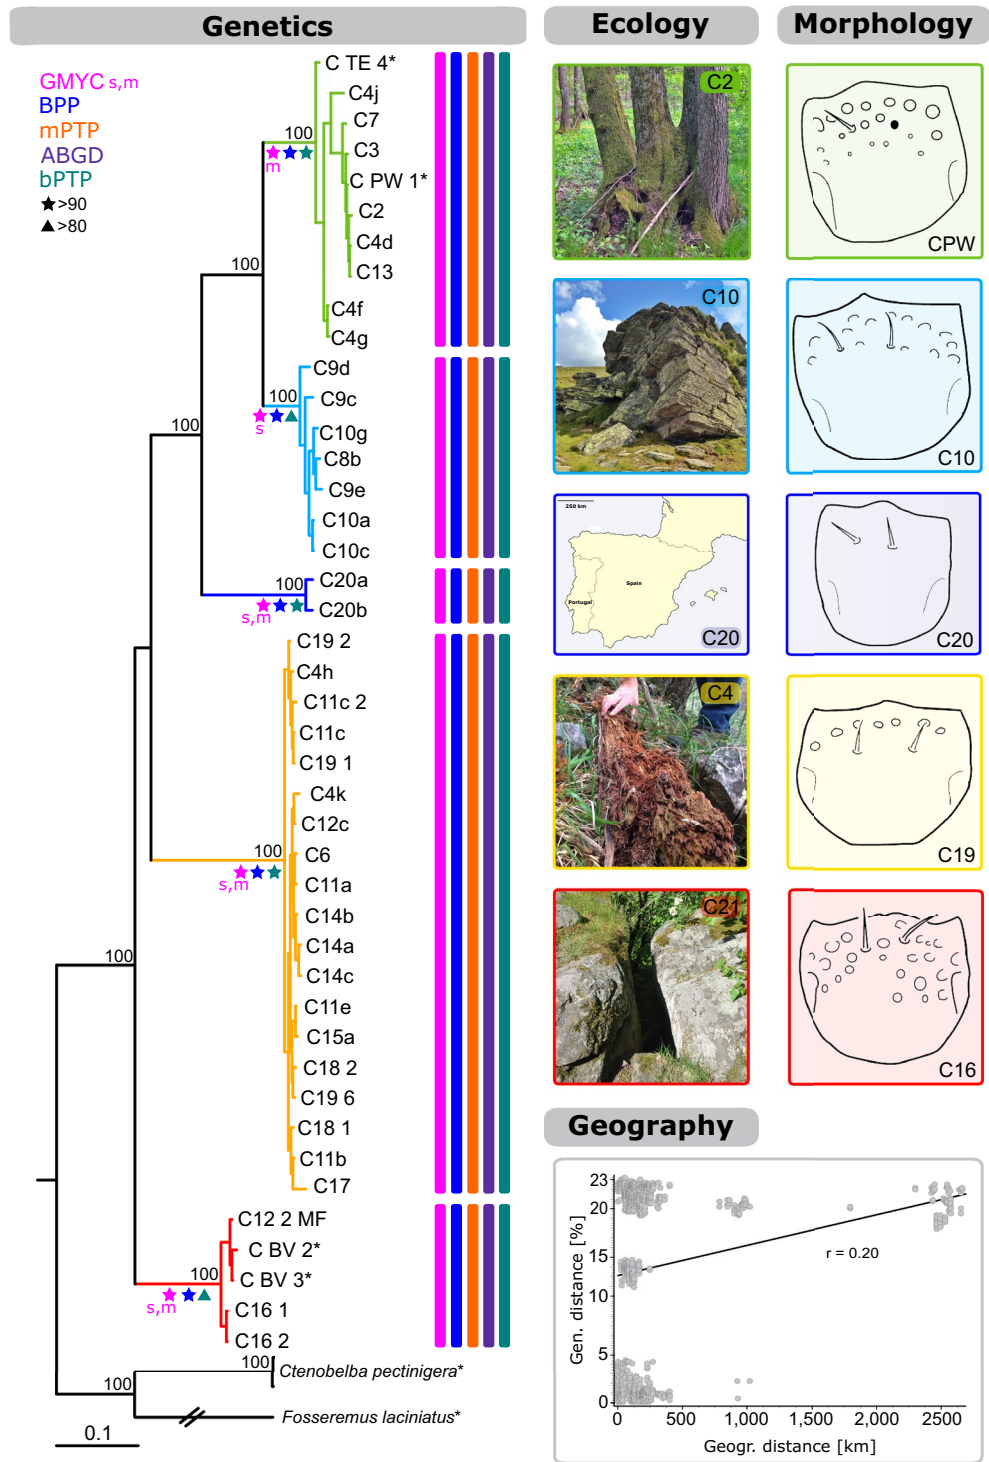 Genetics
GMYC s,m
BPP
mPTP
ABGD
bPTP
>90
>80
C TE 4*
C4j
C7
C3
C PW 1*
C2
C4d
C13
C4f
C4g
100
m
100
C9d
C9c
C10g
C8b
C9e
C10a
C10c
100
s
100
C20a
C20b
100
s,m
C19 2
C4h
C11c 2
C11c
C19 1
C4k
C12c
C6
C11a
C14b
C14a
C14c
C11e
C15a
C18 2
C19 6
C18 1
C11b
C17
100
s,m
100
C12 2 MF
C BV 2*
C BV 3*
C16 1
C16 2
100
s,m
100
Ctenobelba pectinigera*
100
Fosseremus laciniatus*
0.1
Ecology
C2
C10
250 km
Spain
Portugal
C20
C4
C21
Morphology
CPW
C10
C20
C19
C16
Geography
Gen. distance [%]
23
20
15
10
5
0
r = 0.20
0
500
1,000
1,500
2,000
2500
Geogr. distance [km]